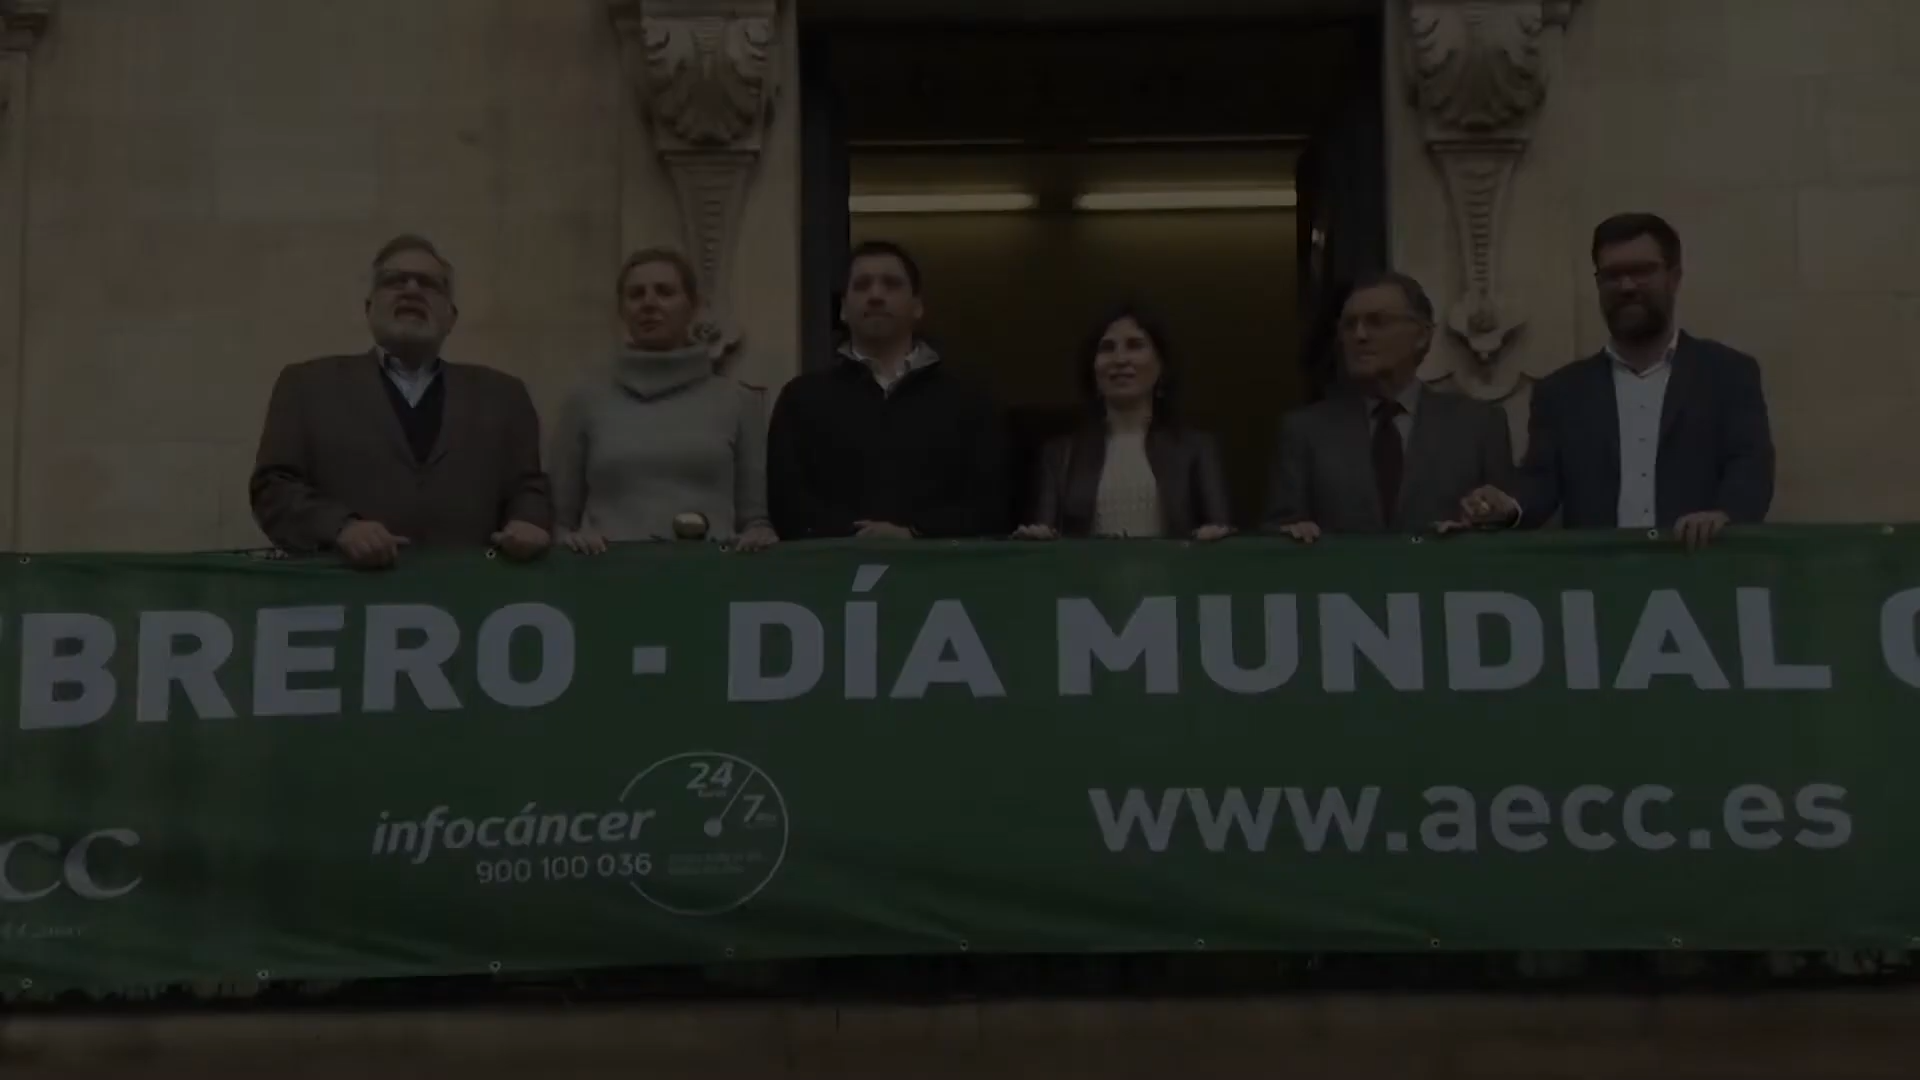 BRERO · DÍA MUNDIAL C
24
7
infocáncer
900 100 036
www.aecc.es
CC